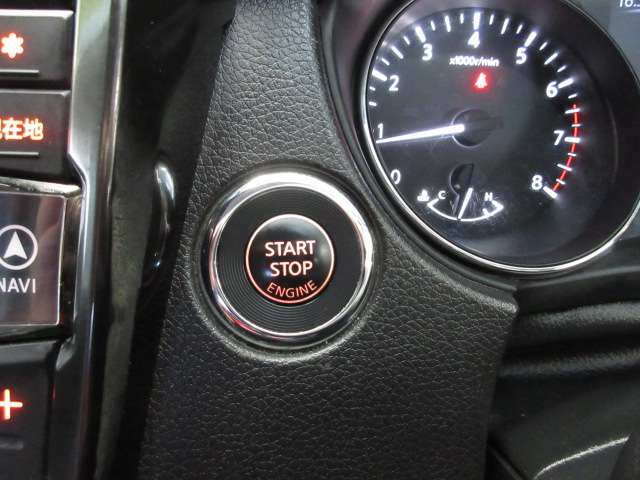 現在地
NAVI
START
STOP
ENGINE
x1000r/min
0
1
2
3
4
5
6
7
8
C
H